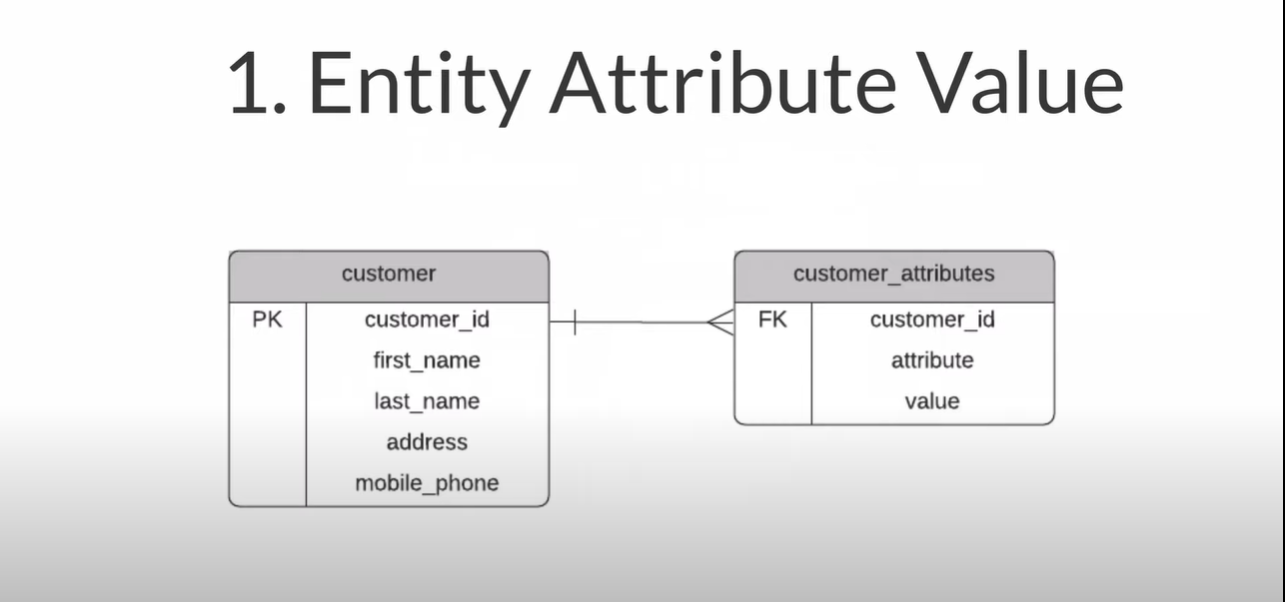 1. Entity Attribute Value
customer
PK customer_id
first_name
last_name
address
mobile_phone
customer_attributes
FK customer_id
attribute
value